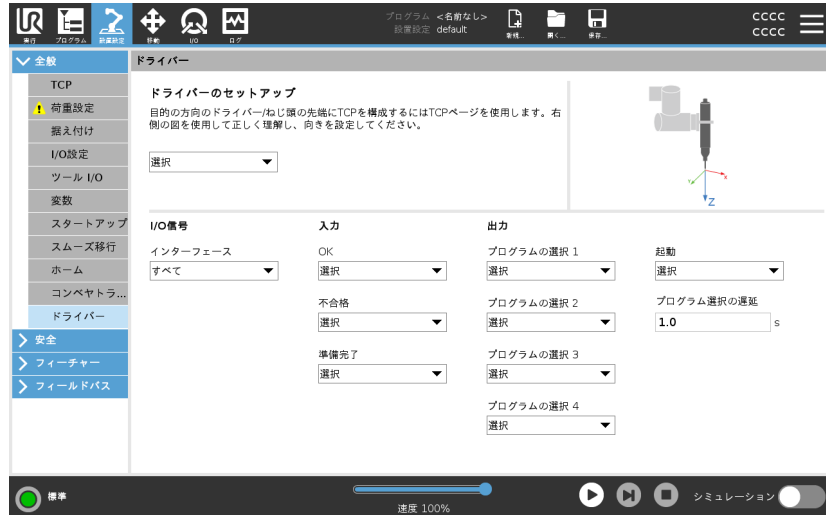 UR
実行
プログラム
設置設定
移動
I/O
ログ
プログラム <名前なし>
設置設定 default
新規...
開く...
保存...
cccc
cccc
全般
TCP
荷重設定
据え付け
I/O設定
ツール I/O
変数
スタートアップ
スムーズ移行
ホーム
コンベヤトラ...
ドライバー
安全
フィーチャー
フィールドバス
ドライバー
ドライバーのセットアップ
目的の方向のドライバー/ねじ頭の先端にTCPを構成するにはTCPページを使用します。右
側の図を使用して正しく理解し、向きを設定してください。
選択
Y
X
Z
I/O信号
インターフェース
すべて
入力
OK
選択
不合格
選択
準備完了
選択
出力
プログラムの選択 1
選択
プログラムの選択 2
選択
プログラムの選択 3
選択
プログラムの選択 4
選択
起動
選択
プログラム選択の遅延
1.0 s
標準
速度 100%
シミュレーション